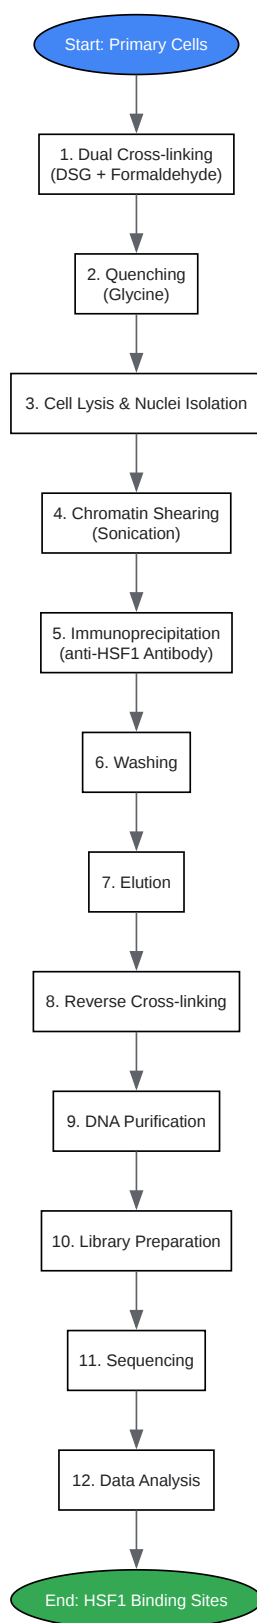 Start: Primary Cells
1. Dual Cross-linking
(DSG + Formaldehyde)
2. Quenching
(Glycine)
3. Cell Lysis & Nuclei Isolation
4. Chromatin Shearing
(Sonication)
5. Immunoprecipitation
(anti-HSF1 Antibody)
6. Washing
7. Elution
8. Reverse Cross-linking
9. DNA Purification
10. Library Preparation
11. Sequencing
12. Data Analysis
End: HSF1 Binding Sites